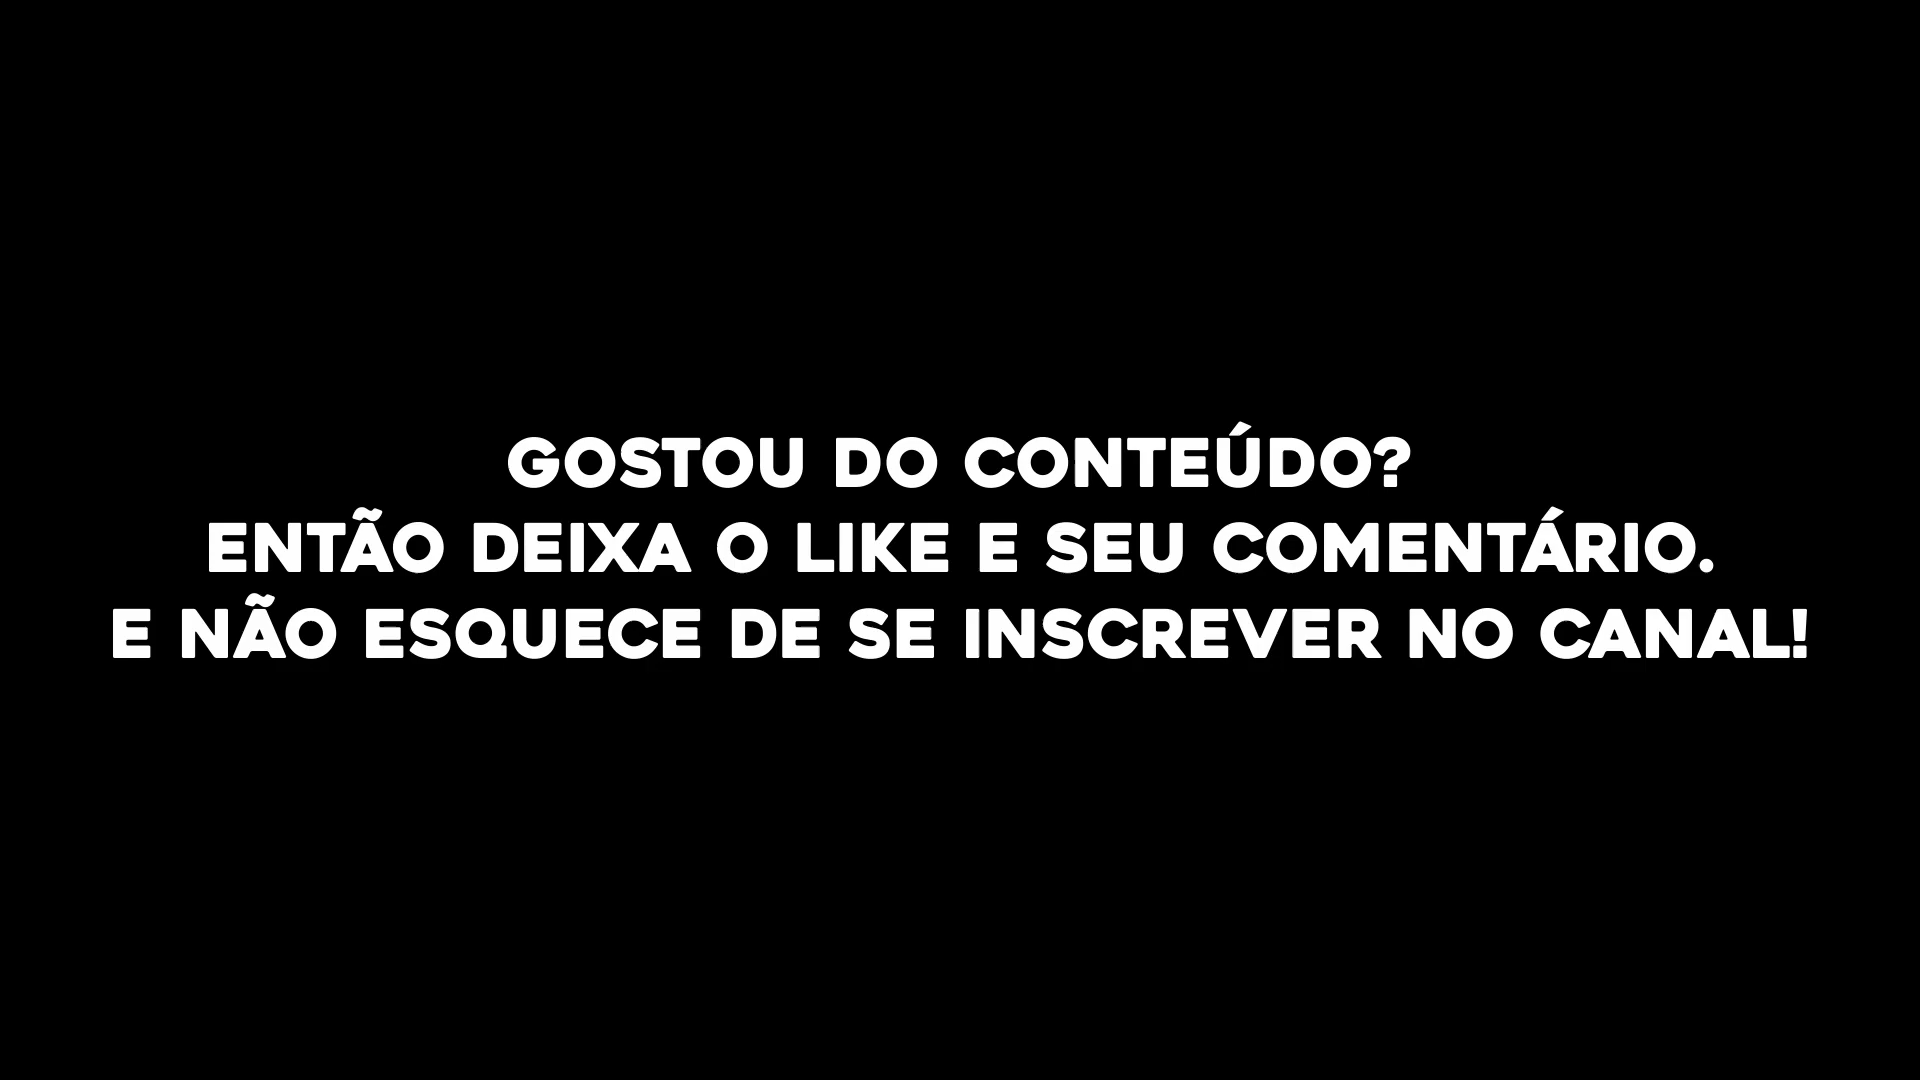 GOSTOU DO CONTEÚDO?
ENTÃO DEIXA O LIKE E SEU COMENTÁRIO.
E NÃO ESQUECE DE SE INSCREVER NO CANAL!